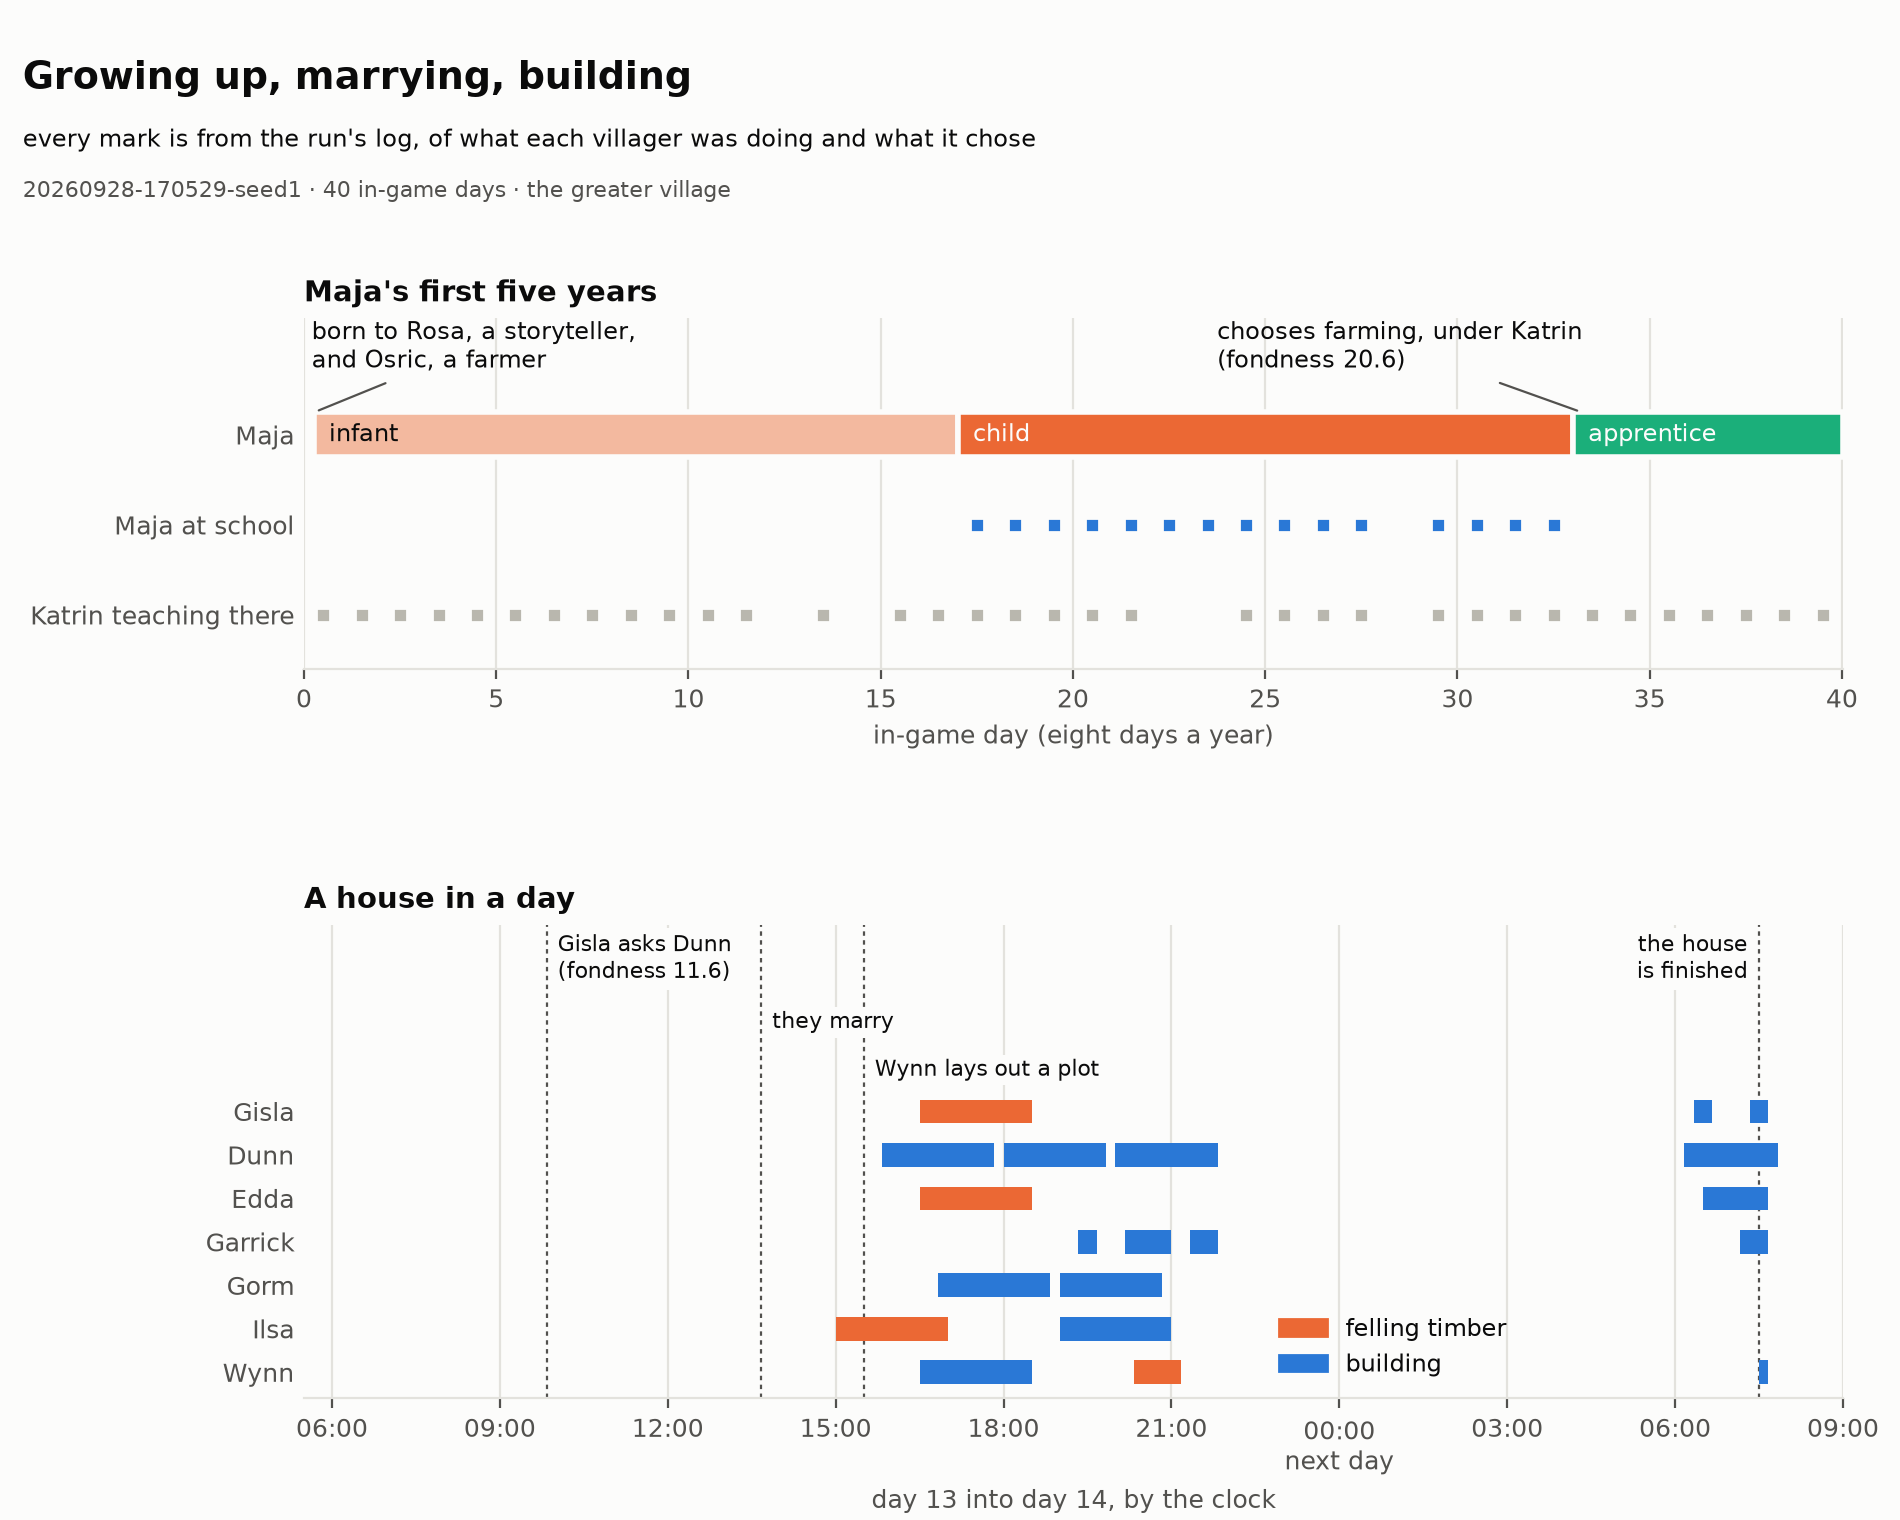 Growing up, marrying, building
every mark is from the run's log, of what each villager was doing and what it chose
20260928-170529-seed1 · 40 in-game days · the greater village
Maja's first five years
born to Rosa, a storyteller,
and Osric, a farmer
chooses farming, under Katrin
(fondness 20.6)
Maja
infant
child
apprentice
Maja at school
Katrin teaching there
0 5 10 15 20 25 30 35 40
in-game day (eight days a year)
A house in a day
Gisla asks Dunn
(fondness 11.6)
the house
is finished
they marry
Wynn lays out a plot
Gisla
Dunn
Edda
Garrick
Gorm
Ilsa
felling timber
building
Wynn
06:00 09:00 12:00 15:00 18:00 21:00 00:00 03:00 06:00 09:00
next day
day 13 into day 14, by the clock